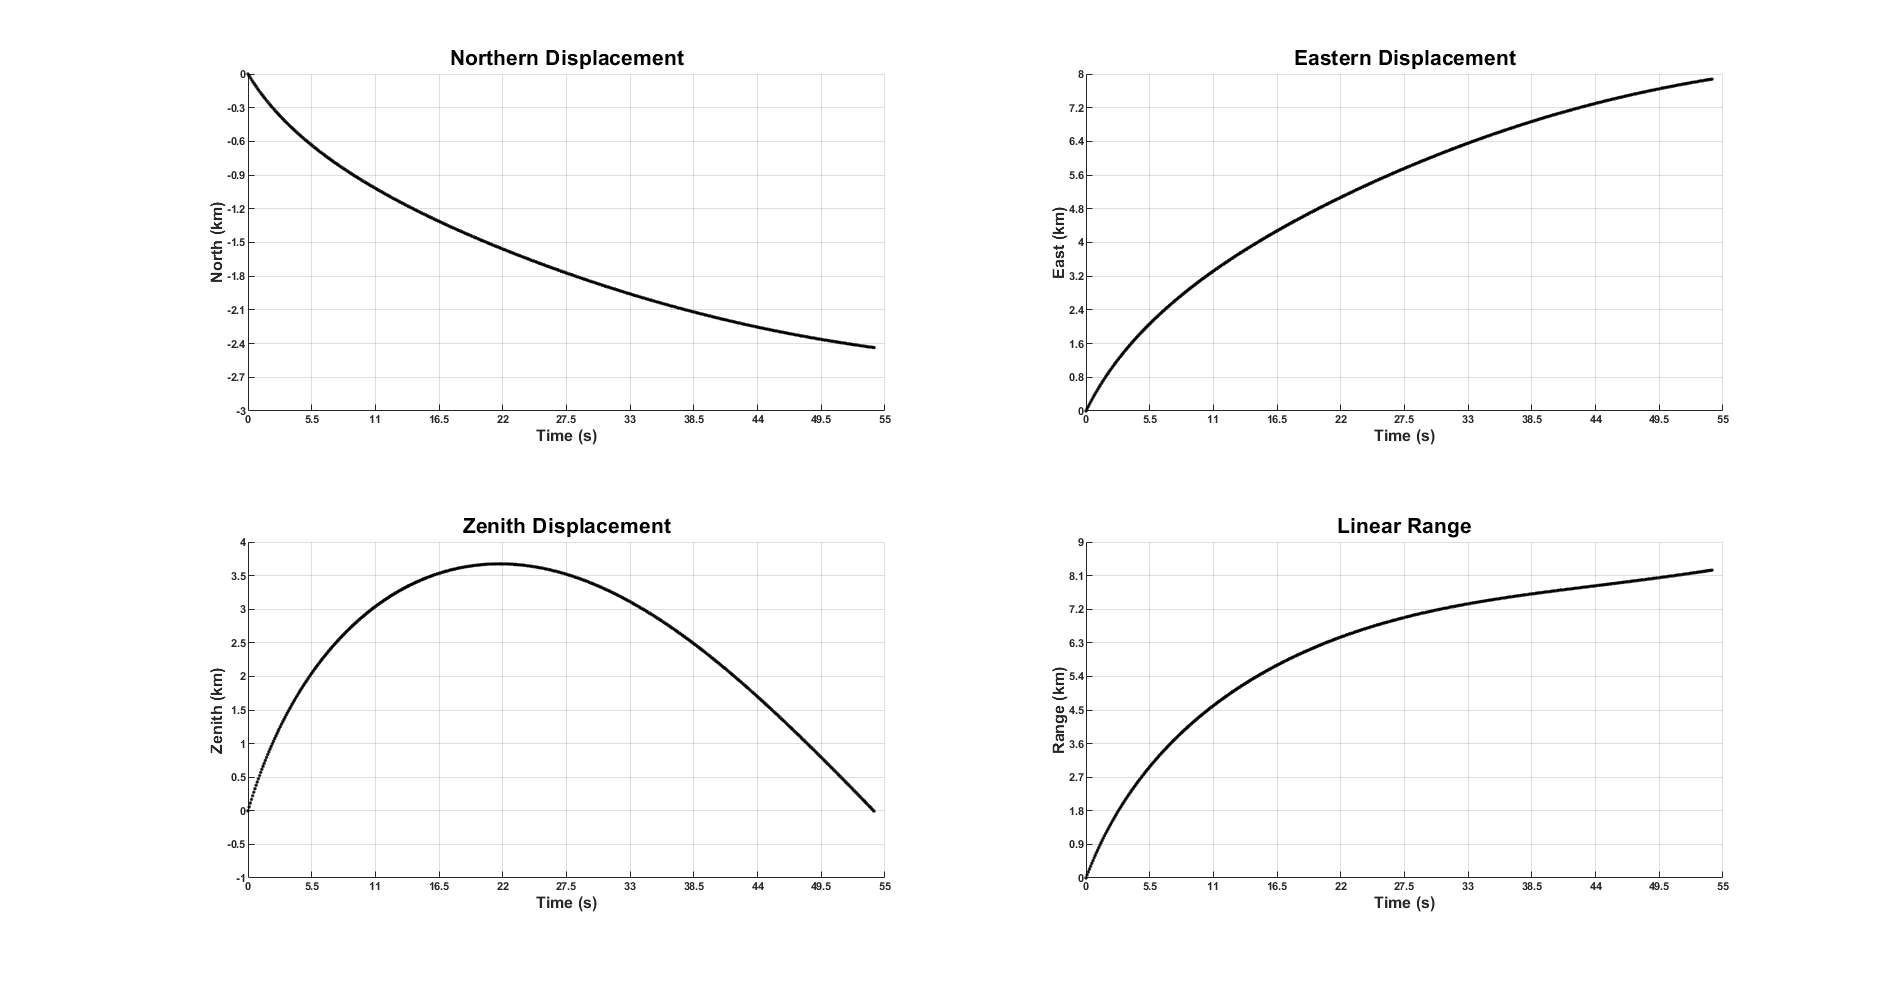 Northern Displacement
0
-0.3
-0.6
-0.9
-1.2
-1.5
-1.8
-2.1
-2.4
-2.7
-3
North (km)
0 5.5 11 16.5 22 27.5 33 38.5 44 49.5 55
Time (s)
Eastern Displacement
8
7.2
6.4
5.6
4.8
4
3.2
2.4
1.6
0.8
0
East (km)
0 5.5 11 16.5 22 27.5 33 38.5 44 49.5 55
Time (s)
Zenith Displacement
4
3.5
3
2.5
2
1.5
1
0.5
0
-0.5
-1
Zenith (km)
0 5.5 11 16.5 22 27.5 33 38.5 44 49.5 55
Time (s)
Linear Range
9
8.1
7.2
6.3
5.4
4.5
3.6
2.7
1.8
0.9
0
Range (km)
0 5.5 11 16.5 22 27.5 33 38.5 44 49.5 55
Time (s)